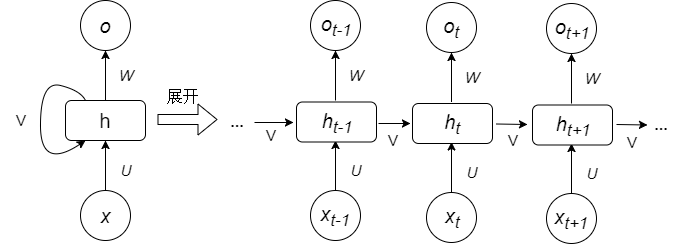 o o_{t-1} o_t o_{t+1}
W W W W
展开
V h ... V h_{t-1} V h_t V h_{t+1} V ...
U U U U
x x_{t-1} x_t x_{t+1}